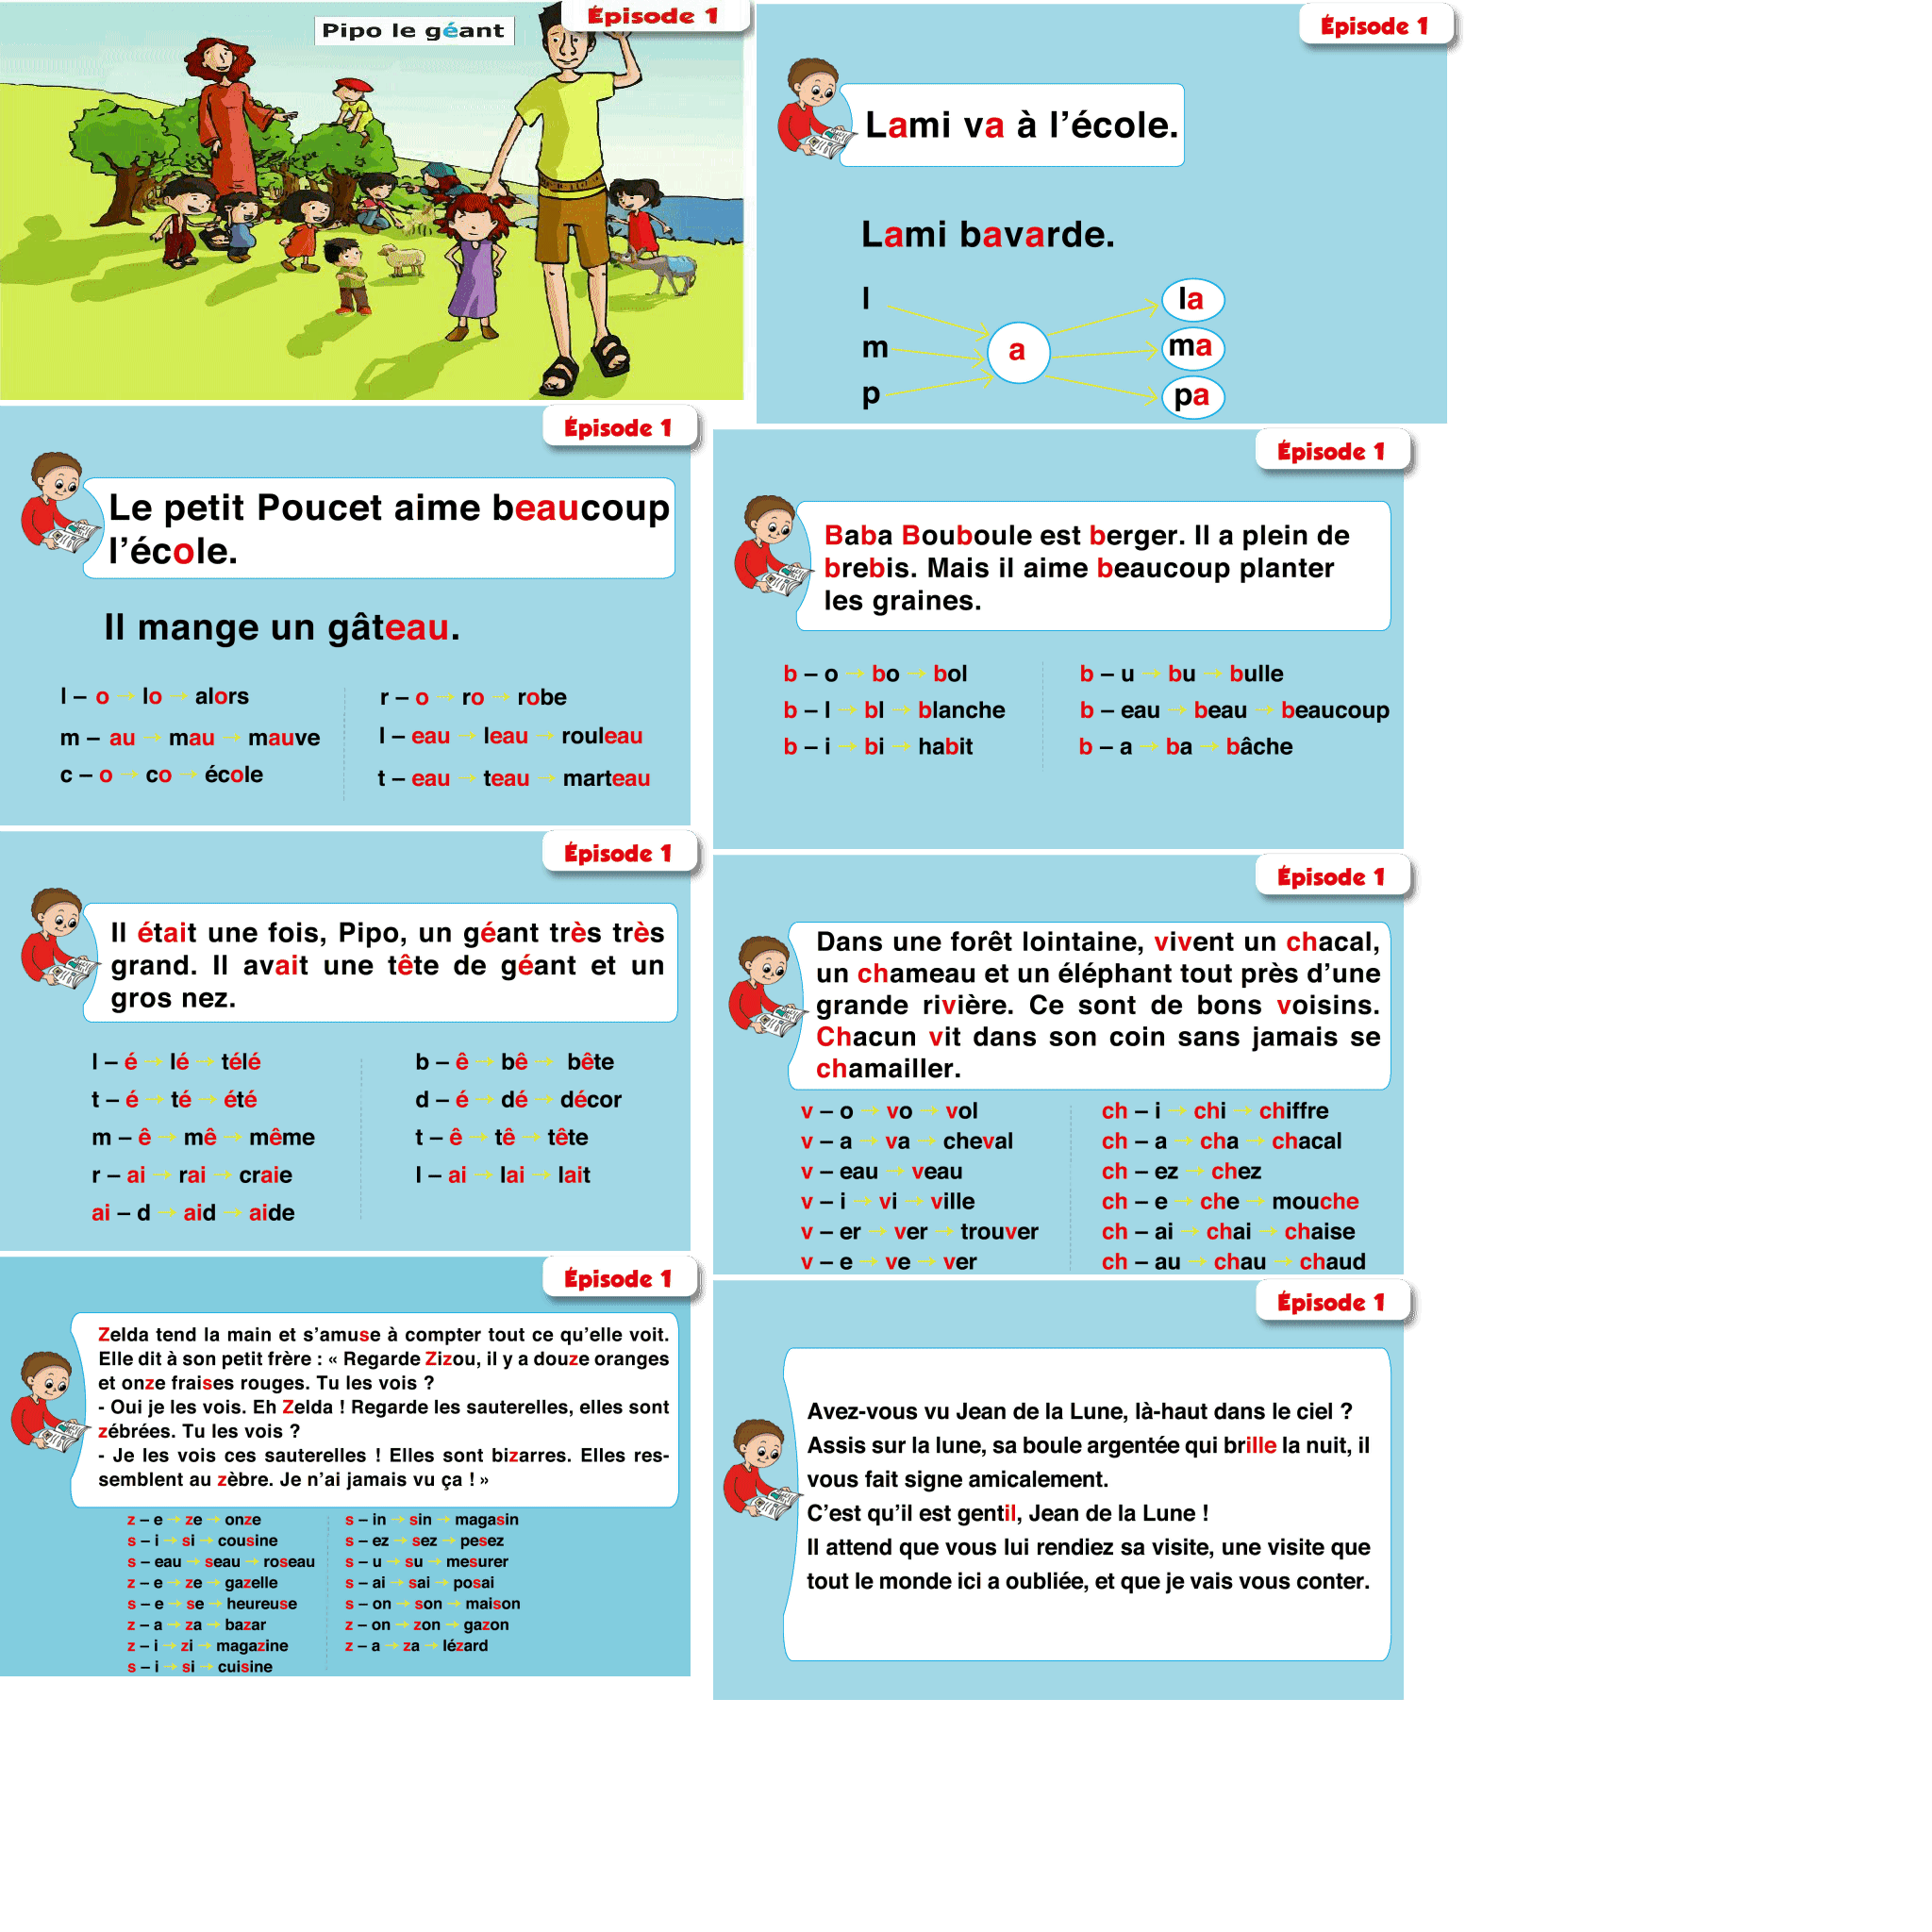 Épisode 1
Pipo le géant
Épisode 1
Lami va à l'école.
Lami bavarde.
l
m
p
a
la
ma
pa
Épisode 1
Le petit Poucet aime beaucoup
l'école.
Il mange un gâteau.
l – o → lo → alors
m – au → mau → mauve
c – o → co → école
r – o → ro → robe
l – eau → leau → rouleau
t – eau → teau → marteau
Épisode 1
Baba Bouboule est berger. Il a plein de
brebis. Mais il aime beaucoup planter
les graines.
b – o → bo → bol
b – l → bl → blanche
b – i → bi → habit
b – u → bu → bulle
b – eau → beau → beaucoup
b – a → ba → bâche
Épisode 1
Il était une fois, Pipo, un géant très très
grand. Il avait une tête de géant et un
gros nez.
l – é → lé → télé
t – é → té → été
m – ê → mê → même
r – ai → rai → craie
ai – d → aid → aide
b – ê → bê → bête
d – é → dé → décor
t – ê → tê → tête
l – ai → lai → lait
Épisode 1
Dans une forêt lointaine, vivent un chacal,
un chameau et un éléphant tout près d'une
grande rivière. Ce sont de bons voisins.
Chacun vit dans son coin sans jamais se
chamailler.
v – o → vo → vol
v – a → va → cheval
v – eau → veau
v – i → vi → ville
v – er → ver → trouver
v – e → ve → ver
ch – i → chi → chiffre
ch – a → cha → chacal
ch – ez → chez
ch – e → che → mouche
ch – ai → chai → chaise
ch – au → chau → chaud
Épisode 1
Zelda tend la main et s'amuse à compter tout ce qu'elle voit.
Elle dit à son petit frère : « Regarde Zizou, il y a douze oranges
et onze fraises rouges. Tu les vois ?
- Oui je les vois. Eh Zelda ! Regarde les sauterelles, elles sont
zébrées. Tu les vois ?
- Je les vois ces sauterelles ! Elles sont bizarres. Elles res-
semblent au zèbre. Je n'ai jamais vu ça ! »
z – e → ze → onze
s – i → si → cousine
s – eau → seau → roseau
z – e → ze → gazelle
s – e → se → heureuse
z – a → za → bazar
z – i → zi → magazine
s – i → si → cuisine
s – in → sin → magasin
s – ez → sez → pesez
s – u → su → mesurer
s – ai → sai → posai
s – on → son → maison
z – on → zon → gazon
z – a → za → lézard
Épisode 1
Avez-vous vu Jean de la Lune, là-haut dans le ciel ?
Assis sur la lune, sa boule argentée qui brille la nuit, il
vous fait signe amicalement.
C'est qu'il est gentil, Jean de la Lune !
Il attend que vous lui rendiez sa visite, une visite que
tout le monde ici a oubliée, et que je vais vous conter.